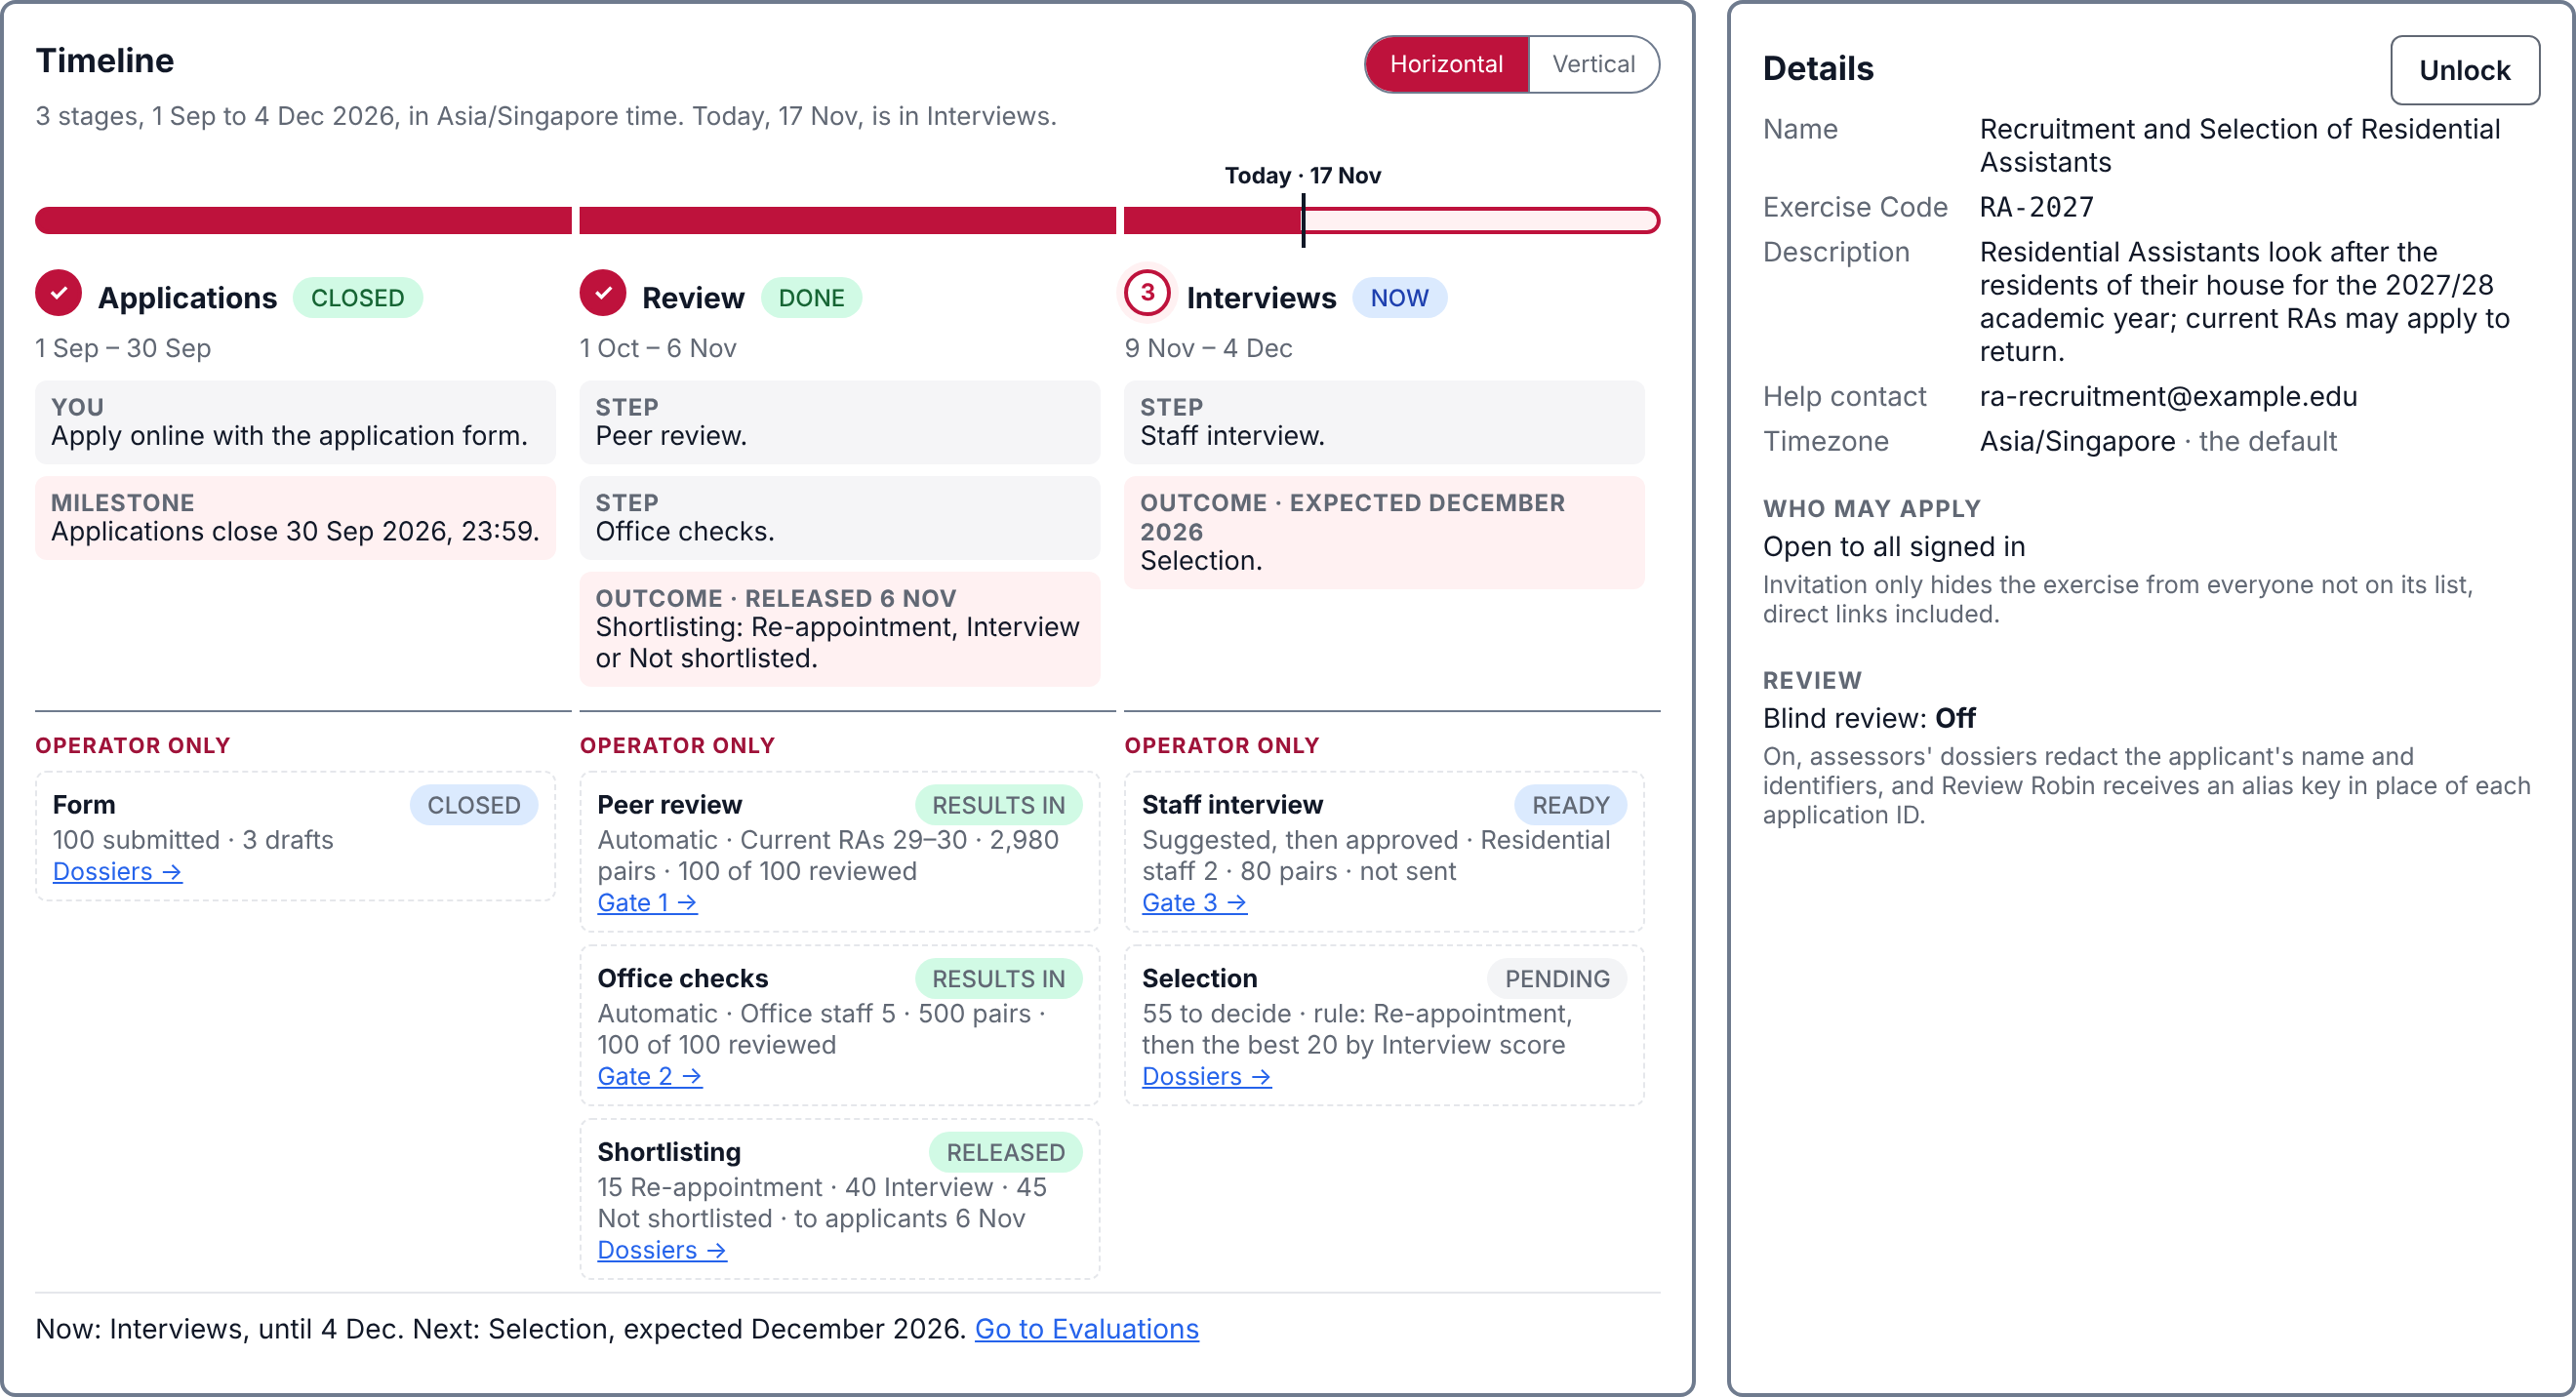 Timeline
Horizontal
Vertical
3 stages, 1 Sep to 4 Dec 2026, in Asia/Singapore time. Today, 17 Nov, is in Interviews.
Today · 17 Nov
Applications CLOSED
1 Sep – 30 Sep
YOU
Apply online with the application form.
MILESTONE
Applications close 30 Sep 2026, 23:59.
Review DONE
1 Oct – 6 Nov
STEP
Peer review.
STEP
Office checks.
OUTCOME · RELEASED 6 NOV
Shortlisting: Re-appointment, Interview
or Not shortlisted.
3 Interviews NOW
9 Nov – 4 Dec
STEP
Staff interview.
OUTCOME · EXPECTED DECEMBER
2026
Selection.
OPERATOR ONLY
Form CLOSED
100 submitted · 3 drafts
Dossiers →
OPERATOR ONLY
Peer review RESULTS IN
Automatic · Current RAs 29–30 · 2,980
pairs · 100 of 100 reviewed
Gate 1 →
Office checks RESULTS IN
Automatic · Office staff 5 · 500 pairs ·
100 of 100 reviewed
Gate 2 →
Shortlisting RELEASED
15 Re-appointment · 40 Interview · 45
Not shortlisted · to applicants 6 Nov
Dossiers →
OPERATOR ONLY
Staff interview READY
Suggested, then approved · Residential
staff 2 · 80 pairs · not sent
Gate 3 →
Selection PENDING
55 to decide · rule: Re-appointment,
then the best 20 by Interview score
Dossiers →
Now: Interviews, until 4 Dec. Next: Selection, expected December 2026. Go to Evaluations
Details
Unlock
Name Recruitment and Selection of Residential
Assistants
Exercise Code RA-2027
Description Residential Assistants look after the
residents of their house for the 2027/28
academic year; current RAs may apply to
return.
Help contact ra-recruitment@example.edu
Timezone Asia/Singapore · the default
WHO MAY APPLY
Open to all signed in
Invitation only hides the exercise from everyone not on its list,
direct links included.
REVIEW
Blind review: Off
On, assessors' dossiers redact the applicant's name and
identifiers, and Review Robin receives an alias key in place of each
application ID.